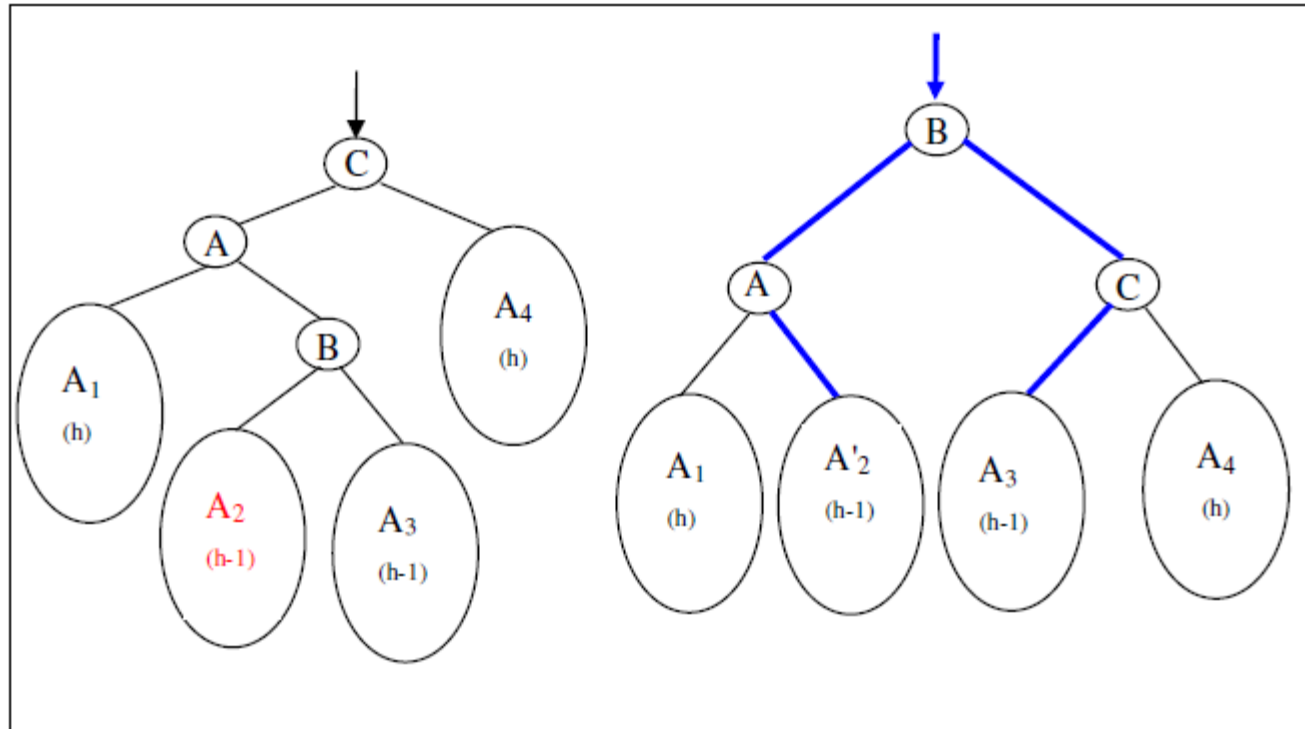 C
A
A₄
(h)
B
A₁
(h)
A₂
(h-1)
A₃
(h-1)
B
A
C
A₁
(h)
A'₂
(h-1)
A₃
(h-1)
A₄
(h)